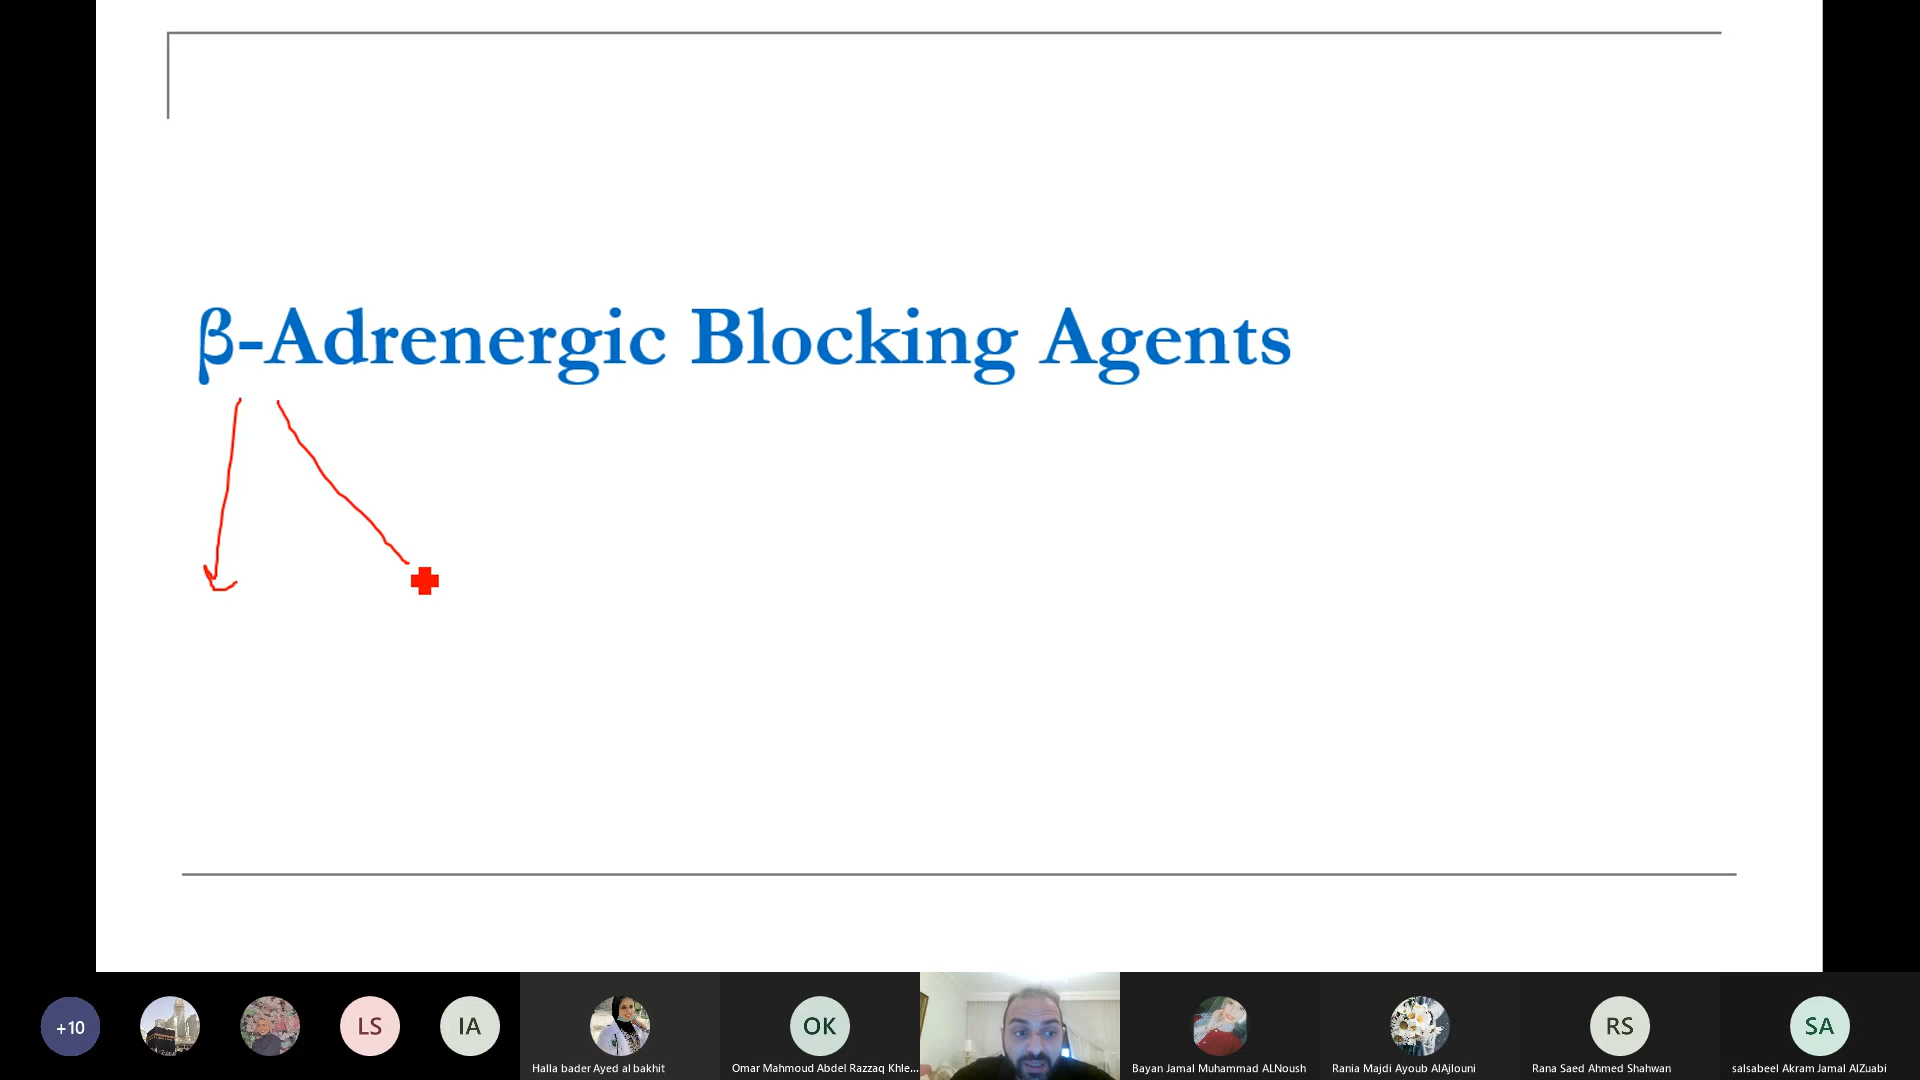 β-Adrenergic Blocking Agents
+10
LS
IA
OK
RS
SA
Halla bader Ayed al bakhit
Omar Mahmoud Abdel Razzaq Khle...
Bayan Jamal Muhammad ALNoush
Rania Majdi Ayoub AlAjlouni
Rana Saed Ahmed Shahwan
salsabeel Akram Jamal AlZuabi